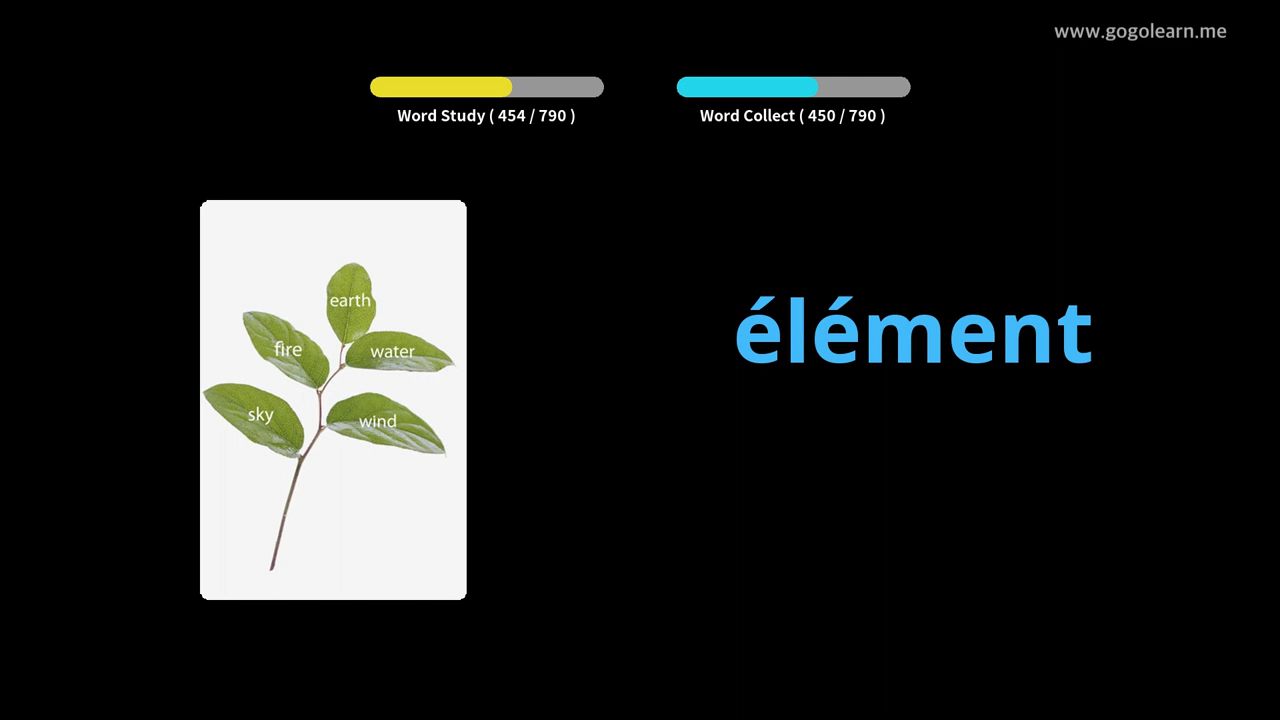 www.gogolearn.me
Word Study ( 454 / 790 )
Word Collect ( 450 / 790 )
earth
fire
water
sky
wind
élément